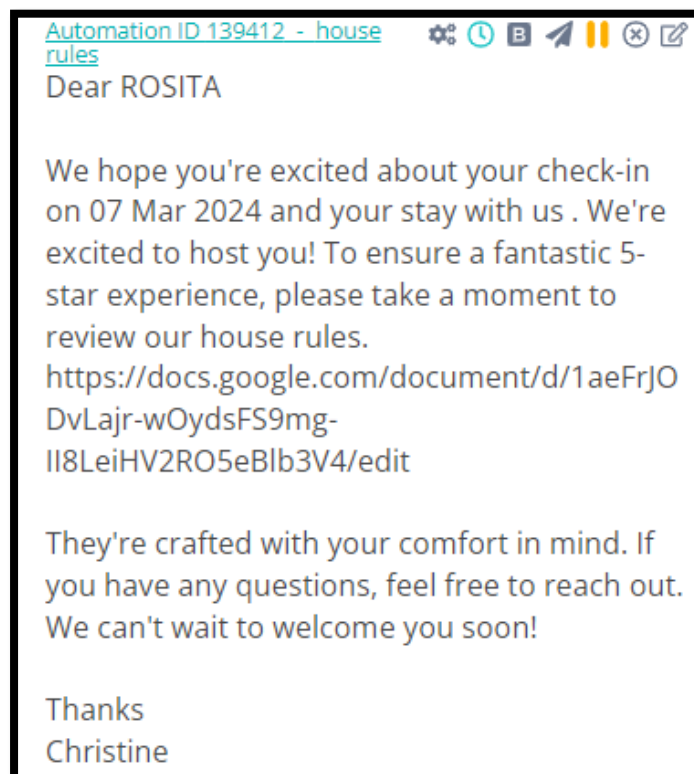 Automation ID 139412 - house
rules
B
Dear ROSITA
We hope you're excited about your check-in
on 07 Mar 2024 and your stay with us . We're
excited to host you! To ensure a fantastic 5-
star experience, please take a moment to
review our house rules.
https://docs.google.com/document/d/1aeFrJO
DvLajr-wOydsFS9mg-
II8LeiHV2RO5eBlb3V4/edit
They're crafted with your comfort in mind. If
you have any questions, feel free to reach out.
We can't wait to welcome you soon!
Thanks
Christine